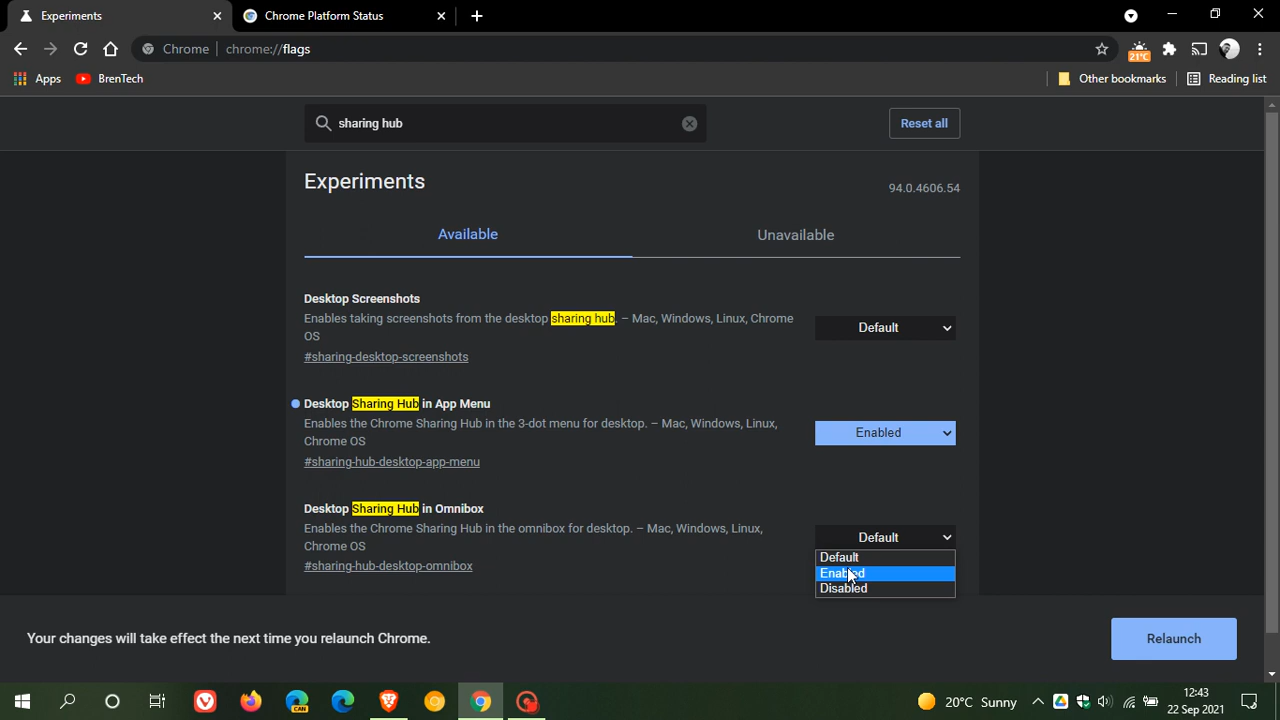 Experiments
Chrome Platform Status
Chrome
chrome://flags
21°C
Apps
BrenTech
Other bookmarks
Reading list
sharing hub
Reset all
Experiments
94.0.4606.54
Available
Unavailable
Desktop Screenshots
Enables taking screenshots from the desktop sharing hub. – Mac, Windows, Linux, Chrome
OS
#sharing-desktop-screenshots
Default
Desktop Sharing Hub in App Menu
Enables the Chrome Sharing Hub in the 3-dot menu for desktop. – Mac, Windows, Linux,
Chrome OS
#sharing-hub-desktop-app-menu
Enabled
Desktop Sharing Hub in Omnibox
Enables the Chrome Sharing Hub in the omnibox for desktop. – Mac, Windows, Linux,
Chrome OS
#sharing-hub-desktop-omnibox
Default
Default
Enabled
Disabled
Your changes will take effect the next time you relaunch Chrome.
Relaunch
CAN
20°C Sunny
12:43
22 Sep 2021